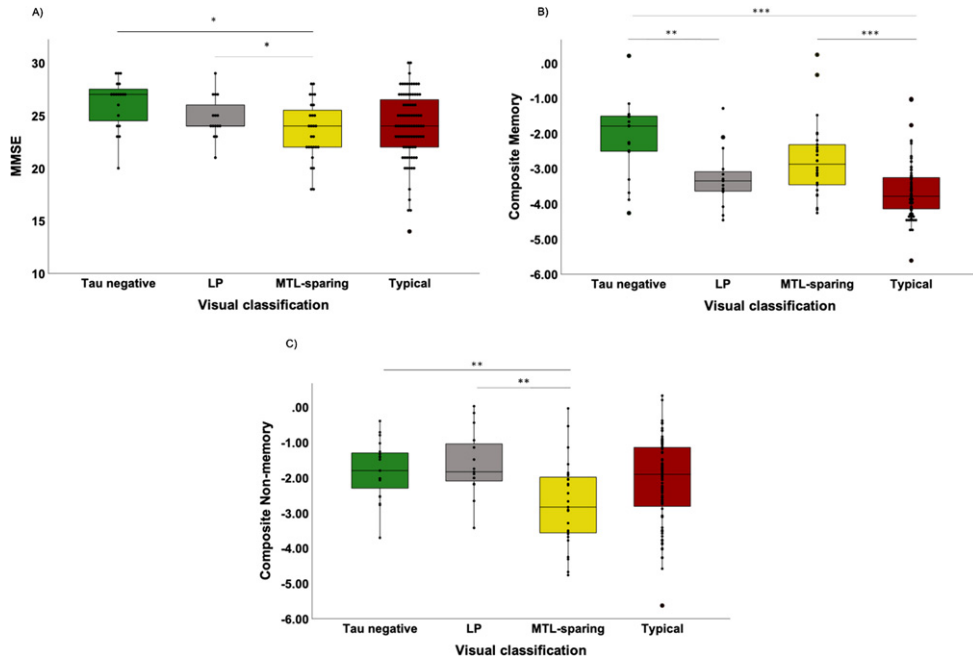 A)
*
*
30
25
20
15
10
MMSE
Tau negative LP MTL-sparing Typical
Visual classification
B)
***
** ***
.00
-1.00
-2.00
-3.00
-4.00
-5.00
-6.00
Composite Memory
Tau negative LP MTL-sparing Typical
Visual classification
C)
**
**
.00
-1.00
-2.00
-3.00
-4.00
-5.00
-6.00
Composite Non-memory
Tau negative LP MTL-sparing Typical
Visual classification